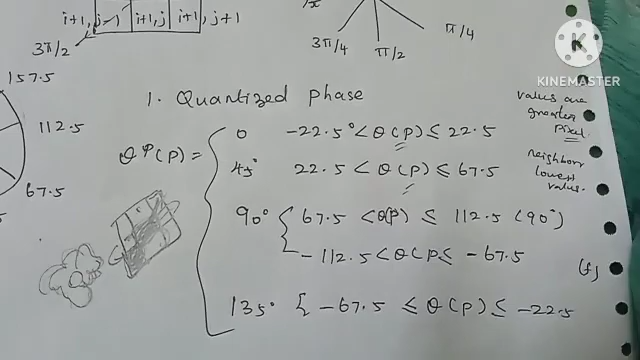 i+1, j-1 | i+1, j | i+1, j+1
3π/2
3π/4
π/2
π/4
KINEMASTER
157.5
112.5
67.5
1. Quantized phase
values are
greater
pixel.
neighbors
lowest
value.
θᵠ(P) =
0 -22.5° < θ(P) ≤ 22.5
45° 22.5 < θ(P) ≤ 67.5
90° { 67.5 < θ(P) ≤ 112.5 (90°)
-112.5 < θ(P ≤ -67.5
(f)
135° { -67.5 ≤ θ(P) ≤ -22.5